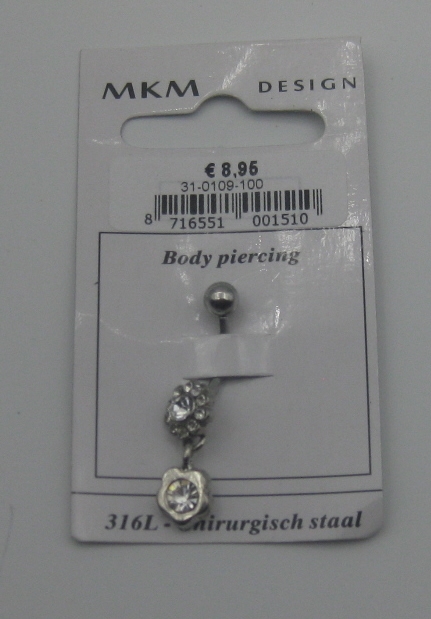 MKM DESIGN
€ 8,95
31-0109-100
8 716551 001510
Body piercing
316L - Chirurgisch staal